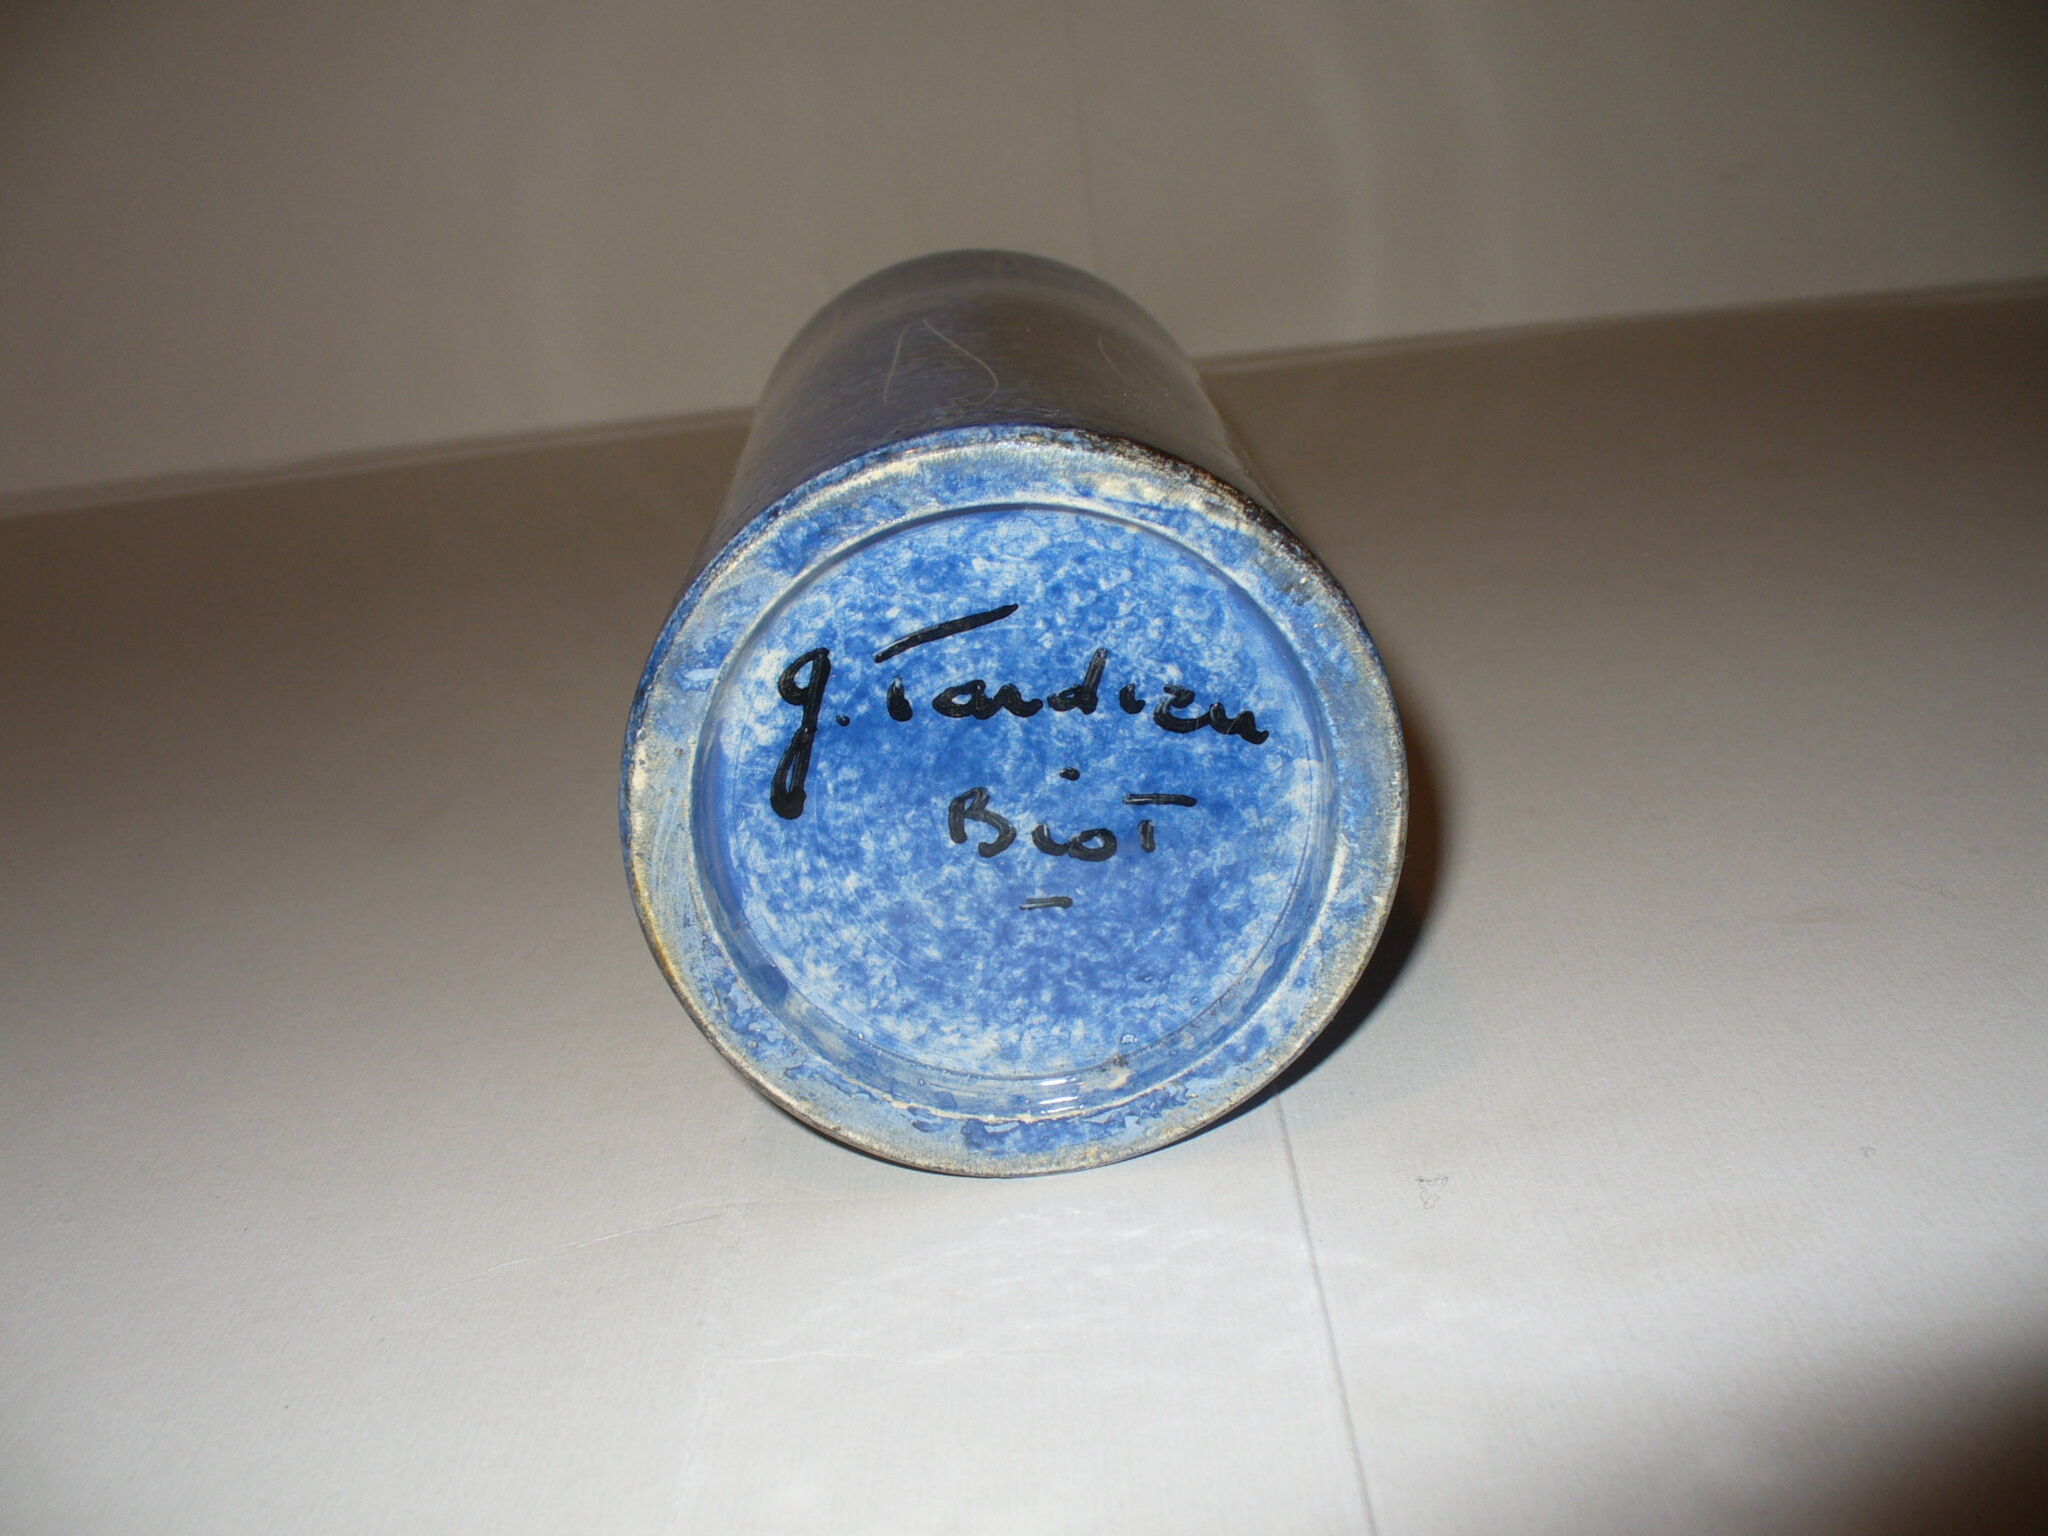 g. Tardieu
Biot